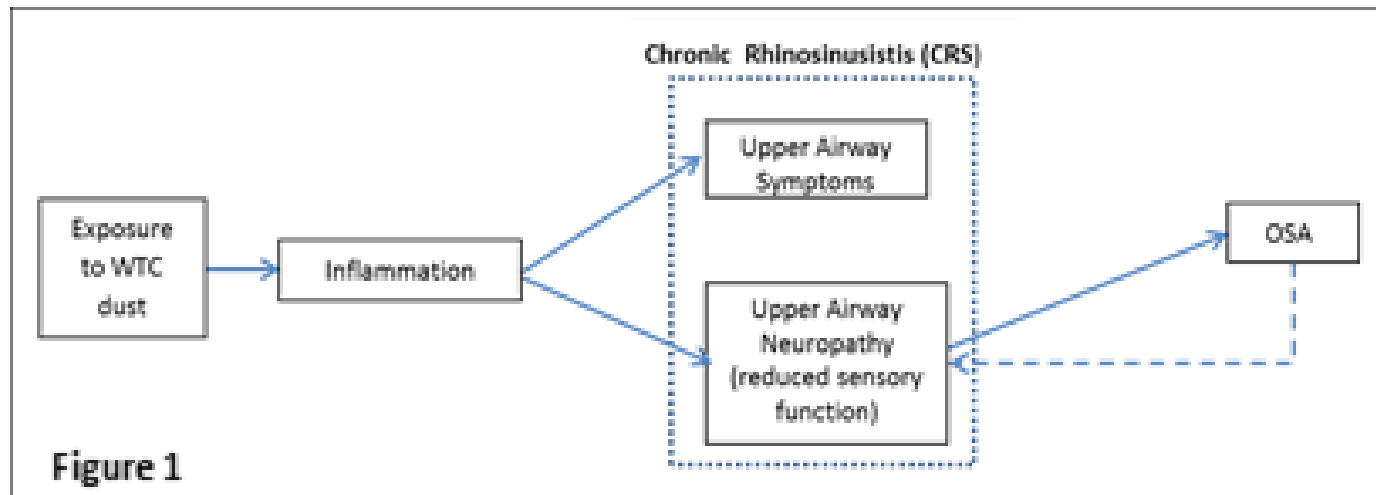 Chronic Rhinosinusistis (CRS)
Upper Airway
Symptoms
Exposure
to WTC
dust
Inflammation
OSA
Upper Airway
Neuropathy
(reduced sensory
function)
Figure 1